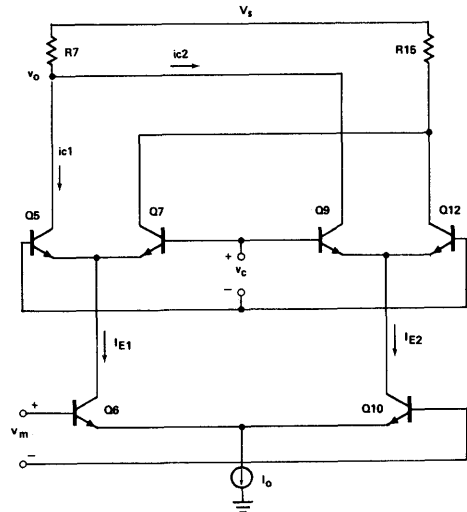 Vs
R7
R15
vo
ic2
ic1
Q5
Q7
Q9
Q12
+
vc
−
IE1
IE2
+
Q6
Q10
vm
−
Io